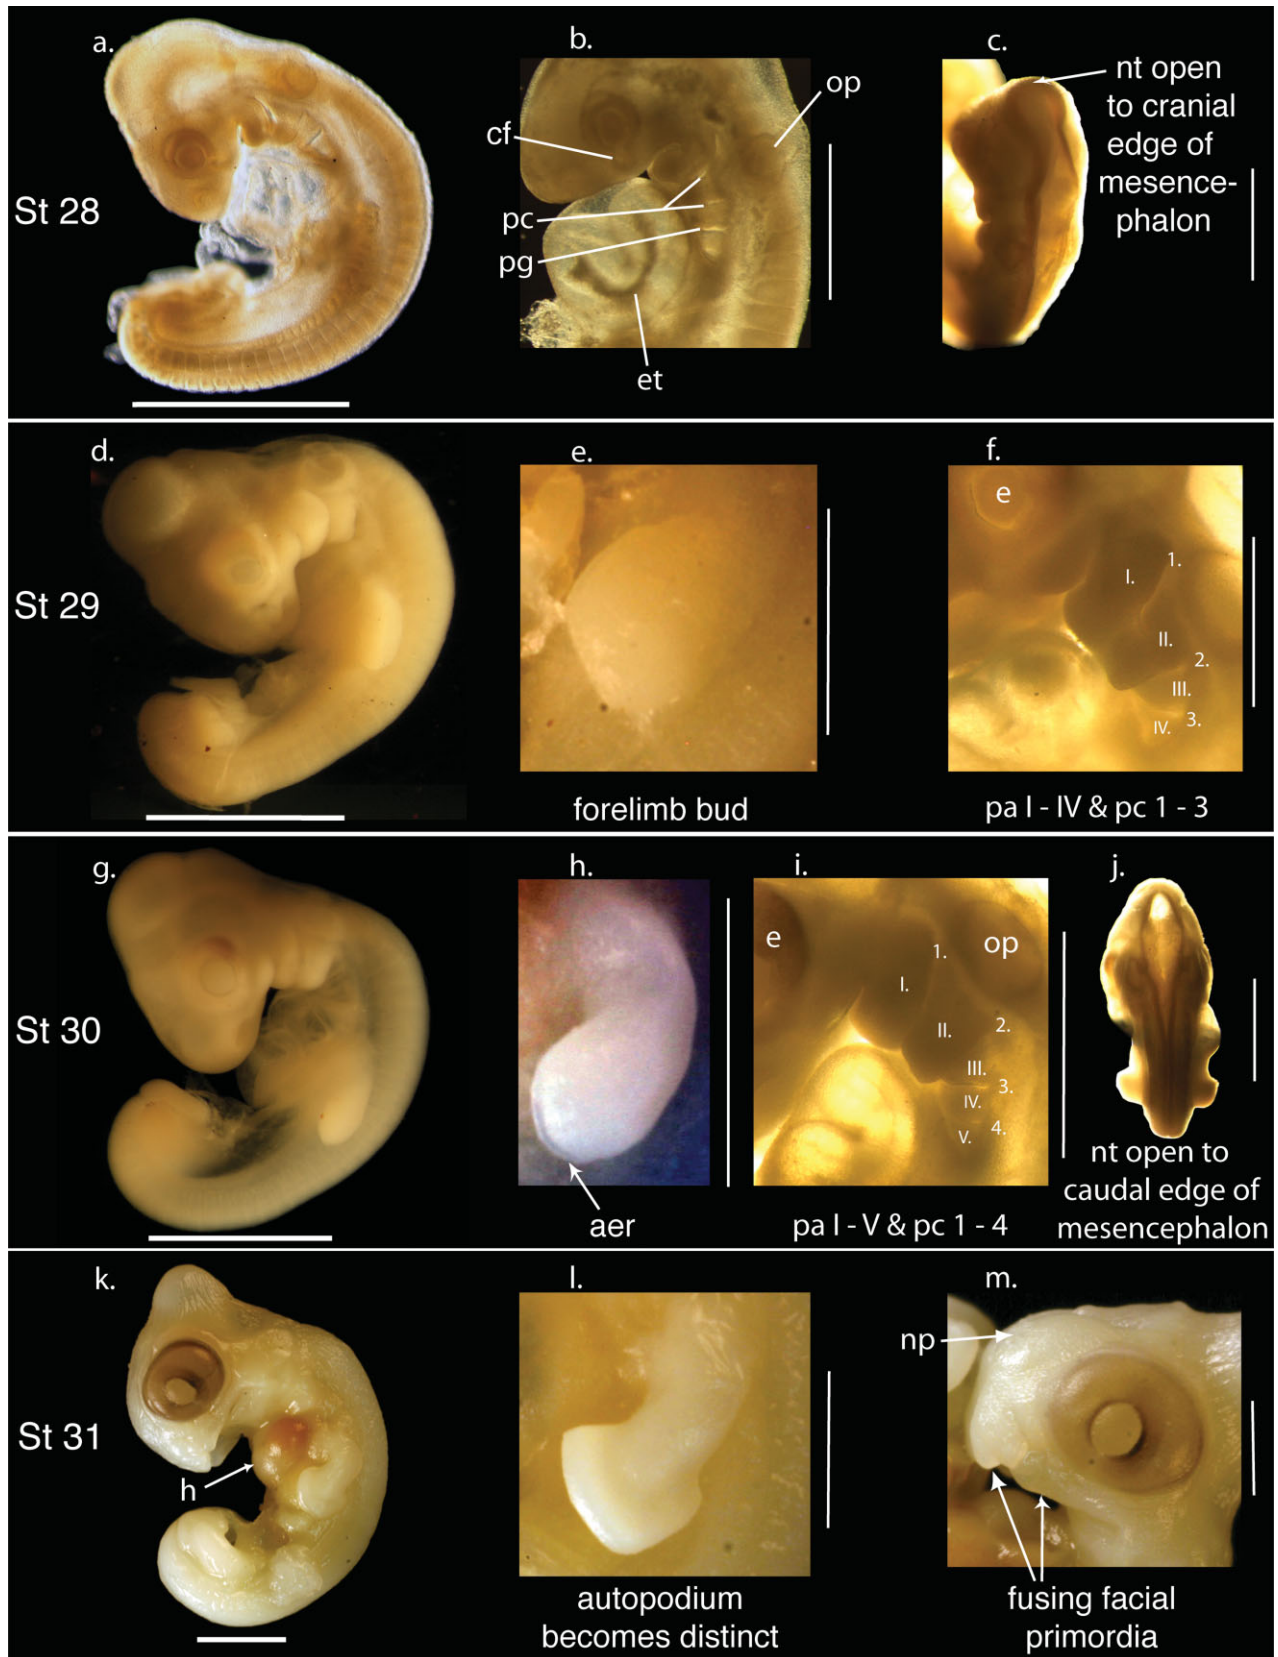 a.
b.
c.
St 28
cf
pc
pg
et
op
nt open
to cranial
edge of
mesence-
phalon
d.
e.
f.
St 29
forelimb bud
e
I.
1.
II.
2.
III.
3.
IV.
pa I - IV & pc 1 - 3
g.
h.
i.
j.
St 30
aer
e
op
1.
I.
2.
II.
III.
3.
IV.
4.
V.
pa I - V & pc 1 - 4
nt open to
caudal edge of
mesencephalon
k.
l.
m.
St 31
h
autopodium
becomes distinct
np
fusing facial
primordia